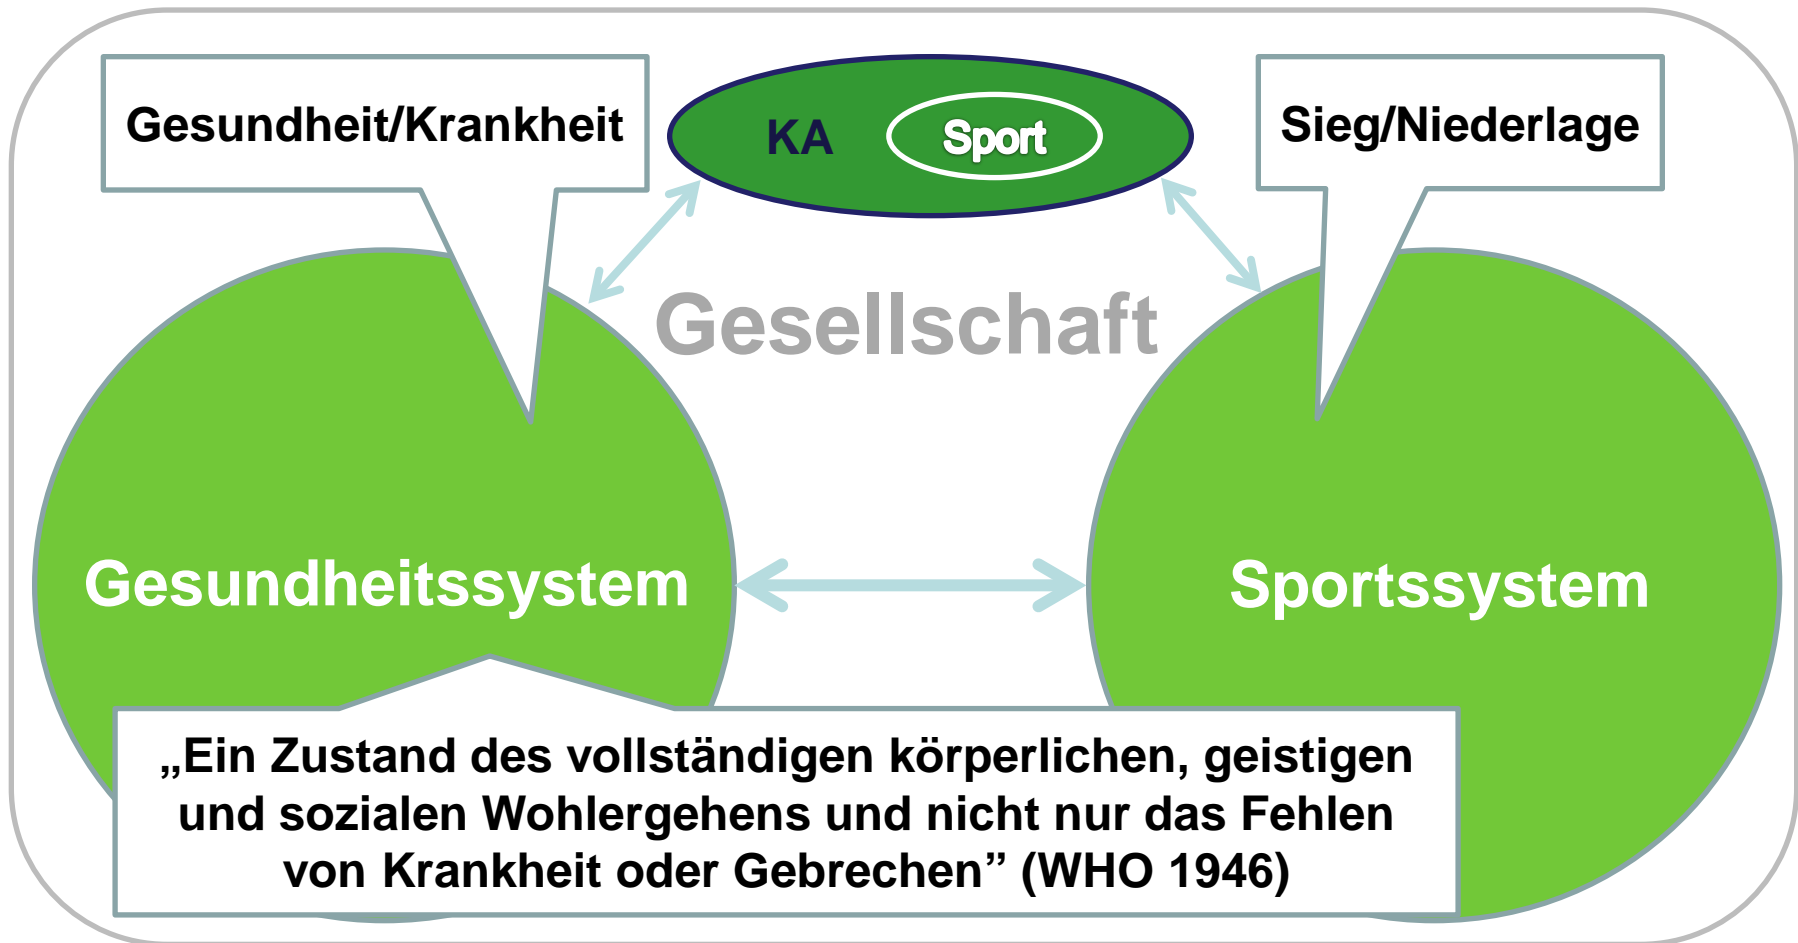 Gesundheit/Krankheit
KA
Sport
Sieg/Niederlage
Gesellschaft
Gesundheitssystem
Sportssystem
„Ein Zustand des vollständigen körperlichen, geistigen
und sozialen Wohlergehens und nicht nur das Fehlen
von Krankheit oder Gebrechen” (WHO 1946)